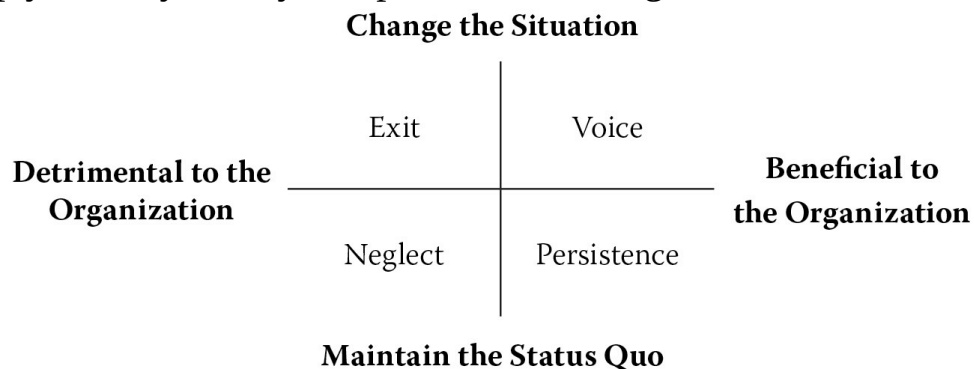 Change the Situation
Exit Voice
Detrimental to the
Organization
Beneficial to
the Organization
Neglect Persistence
Maintain the Status Quo